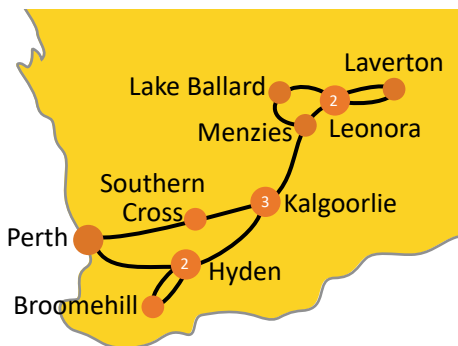 Laverton
Lake Ballard
2
Menzies
Leonora
Southern
Cross
3
Kalgoorlie
Perth
2
Hyden
Broomehill